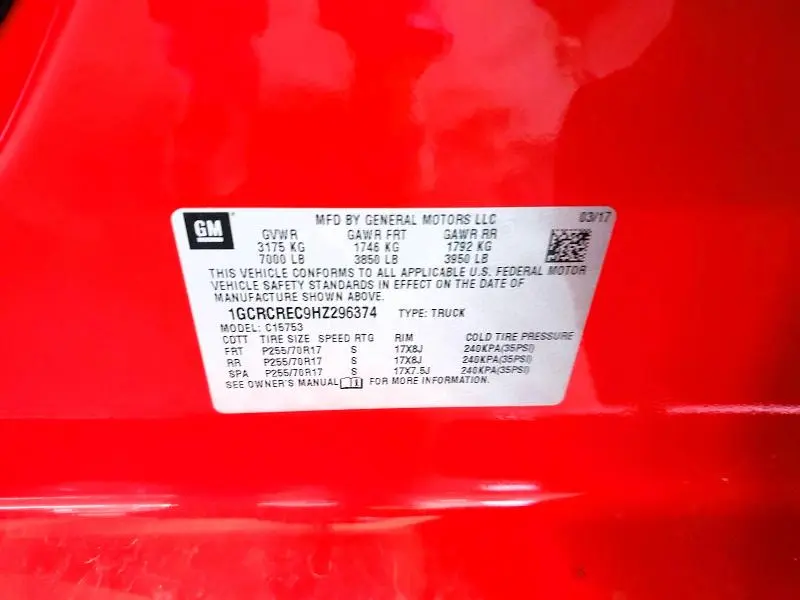 GM
MFD BY GENERAL MOTORS LLC 03/17
GVWR GAWR FRT GAWR RR
3175 KG 1746 KG 1792 KG
7000 LB 3850 LB 3950 LB
THIS VEHICLE CONFORMS TO ALL APPLICABLE U.S. FEDERAL MOTOR
VEHICLE SAFETY STANDARDS IN EFFECT ON THE DATE OF
MANUFACTURE SHOWN ABOVE.
1GCRCREC9HZ296374 TYPE: TRUCK
MODEL: C15753
COTT TIRE SIZE SPEED RTG RIM COLD TIRE PRESSURE
FRT P255/70R17 S 17X8J 240KPA(35PSI)
RR P255/70R17 S 17X8J 240KPA(35PSI)
SPA P255/70R17 S 17X7.5J 240KPA(35PSI)
SEE OWNER'S MANUAL FOR MORE INFORMATION.